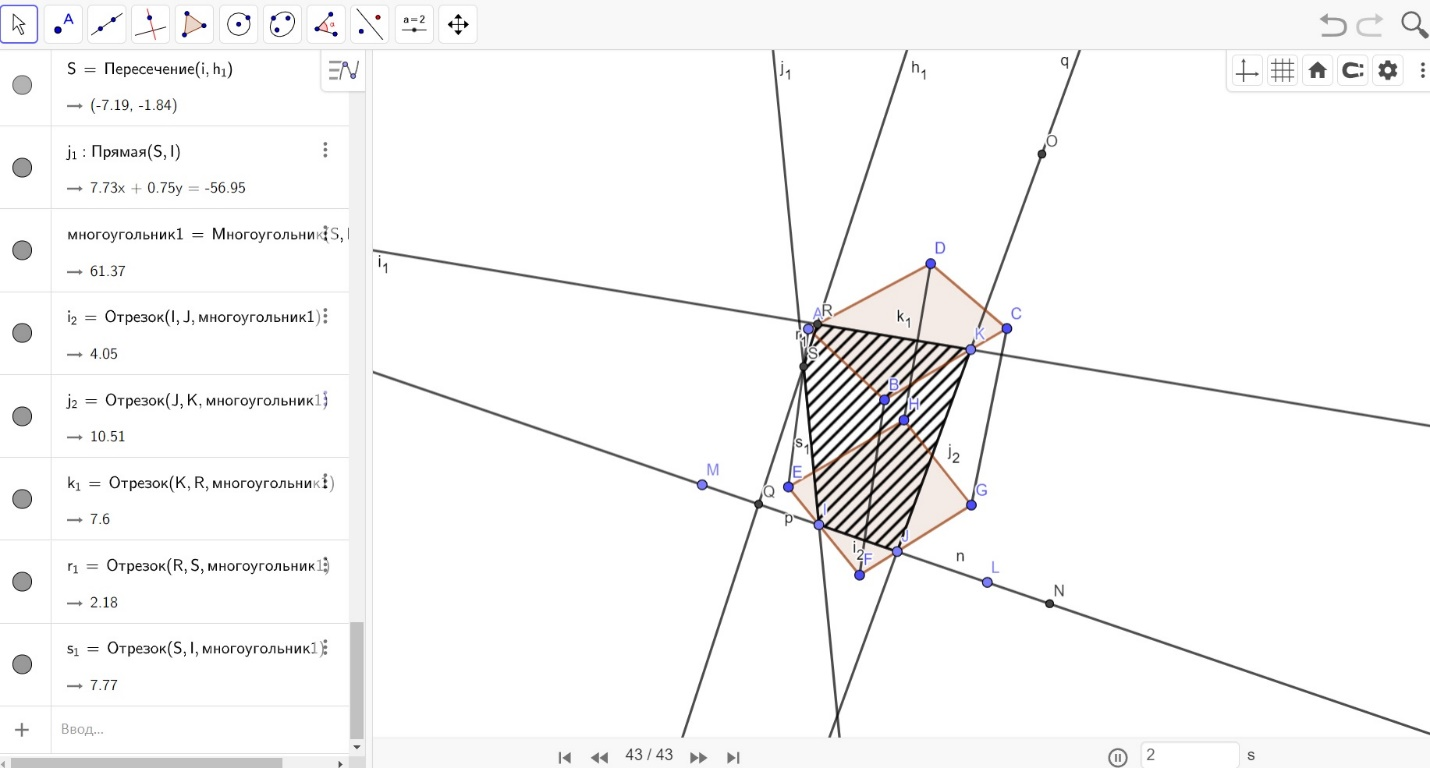 a=2
S = Пересечение(i, h₁)
→ (-7.19, -1.84)
j₁ : Прямая(S, I)
→ 7.73x + 0.75y = -56.95
многоугольник1 = Многоугольник(S, I
→ 61.37
i₂ = Отрезок(I, J, многоугольник1)
→ 4.05
j₂ = Отрезок(J, K, многоугольник1)
→ 10.51
k₁ = Отрезок(K, R, многоугольник1)
→ 7.6
r₁ = Отрезок(R, S, многоугольник1)
→ 2.18
s₁ = Отрезок(S, I, многоугольник1)
→ 7.77
+ Ввод...
j₁
h₁
q
O
D
i₁
A
R
k₁
C
K
r₁
S
B
H
s₁
j₂
M
E
Q
G
p
I
J
i₂
F
n
L
N
43 / 43
2 s